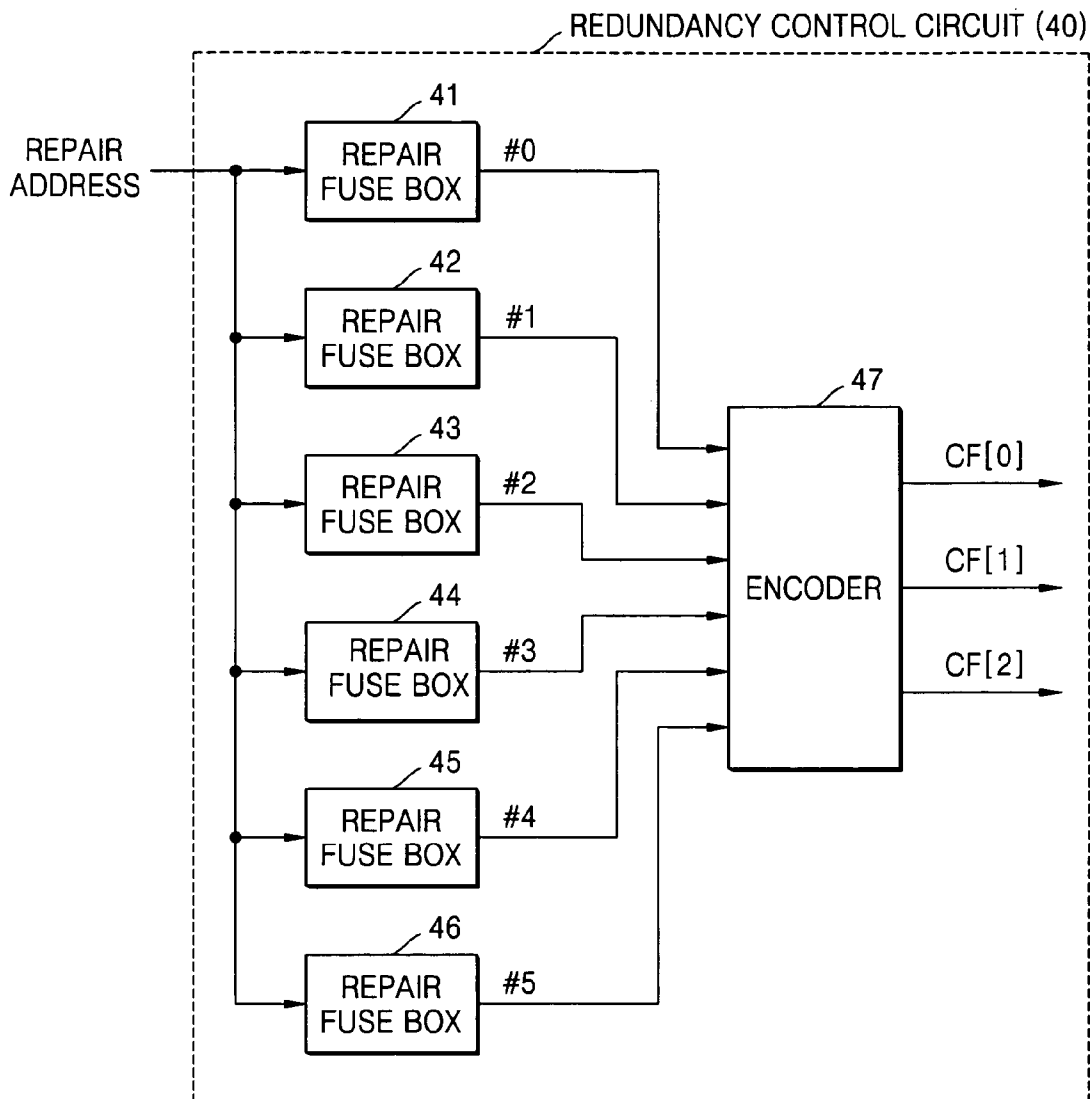 REDUNDANCY CONTROL CIRCUIT (40)
REPAIR
ADDRESS
41
REPAIR
FUSE BOX
#0
42
REPAIR
FUSE BOX
#1
43
REPAIR
FUSE BOX
#2
44
REPAIR
FUSE BOX
#3
45
REPAIR
FUSE BOX
#4
46
REPAIR
FUSE BOX
#5
47
ENCODER
CF[0]
CF[1]
CF[2]